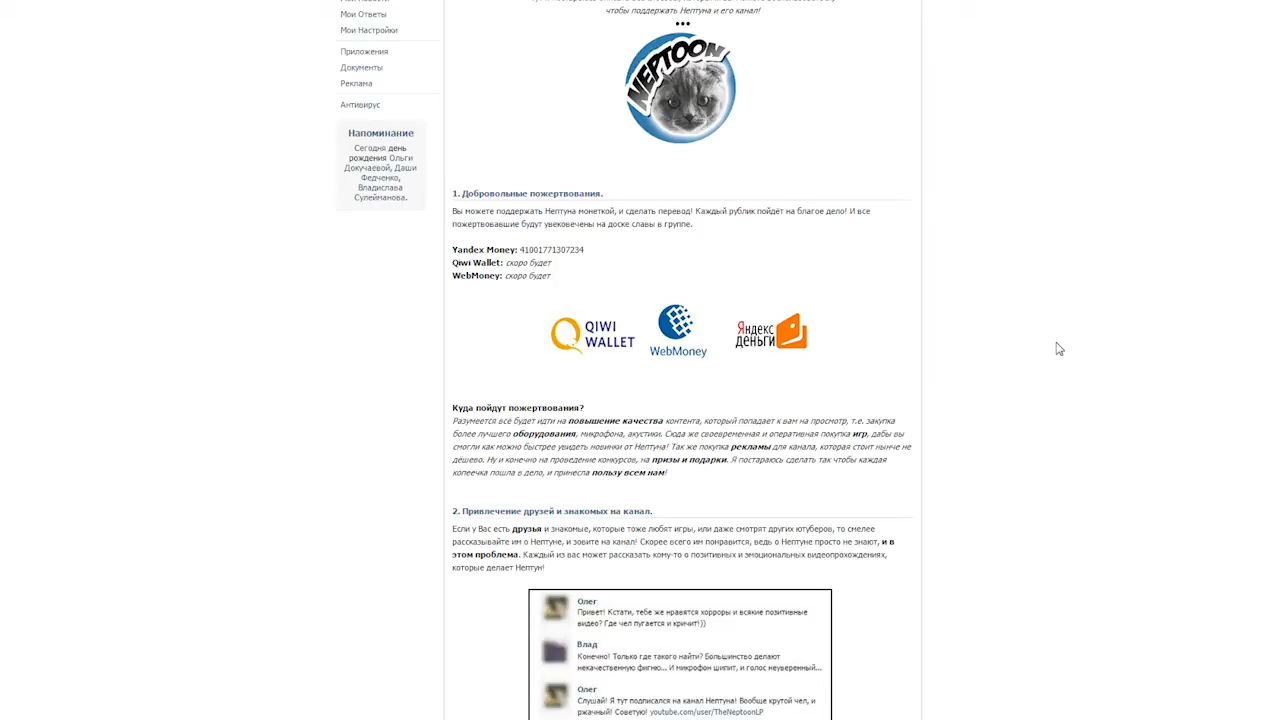 Мои Ответы
Мои Настройки
Приложения
Документы
Реклама
Антивирус
Напоминание
Сегодня день
рождения Ольги
Докучаевой, Даши
Федченко,
Владислава
Сулейманова.
чтобы поддержать Нептуна и его канал!
•••
NEPTOON
1. Добровольные пожертвования.
Вы можете поддержать Нептуна монеткой, и сделать перевод! Каждый рублик пойдёт на благое дело! И все
пожертвовавшие будут увековечены на доске славы в группе.
Yandex Money: 41001771307234
Qiwi Wallet: скоро будет
WebMoney: скоро будет
QIWI
WALLET
WebMoney
Яндекс
деньги
Куда пойдут пожертвования?
Разумеется всё будет идти на повышение качества контента, который попадает к вам на просмотр, т.е. закупка
более лучшего оборудования, микрофона, акустики. Сюда же своевременная и оперативная покупка игр, дабы вы
смогли как можно быстрее увидеть новинки от Нептуна! Так же покупка рекламы для канала, которая стоит нынче не
дёшево. Ну и конечно на проведение конкурсов, на призы и подарки. Я постараюсь сделать так чтобы каждая
копеечка пошла в дело, и принесла пользу всем нам!
2. Привлечение друзей и знакомых на канал.
Если у Вас есть друзья и знакомые, которые тоже любят игры, или даже смотрят других ютуберов, то смелее
рассказывайте им о Нептуне, и зовите на канал! Скорее всего им понравится, ведь о Нептуне просто не знают, и в
этом проблема. Каждый из вас может рассказать кому-то о позитивных и эмоциональных видеопрохождениях,
которые делает Нептун!
Олег
Привет! Кстати, тебе же нравятся хорроры и всякие позитивные
видео? Где чел пугается и кричит!))
Влад
Конечно! Только где такого найти? Большинство делают
некачественную фигню... И микрофон шипит, и голос неуверенный...
Олег
Слушай! Я тут подписался на канал Нептуна! Вообще крутой чел, и
ржачный! Советую! youtube.com/user/TheNeptoonLP